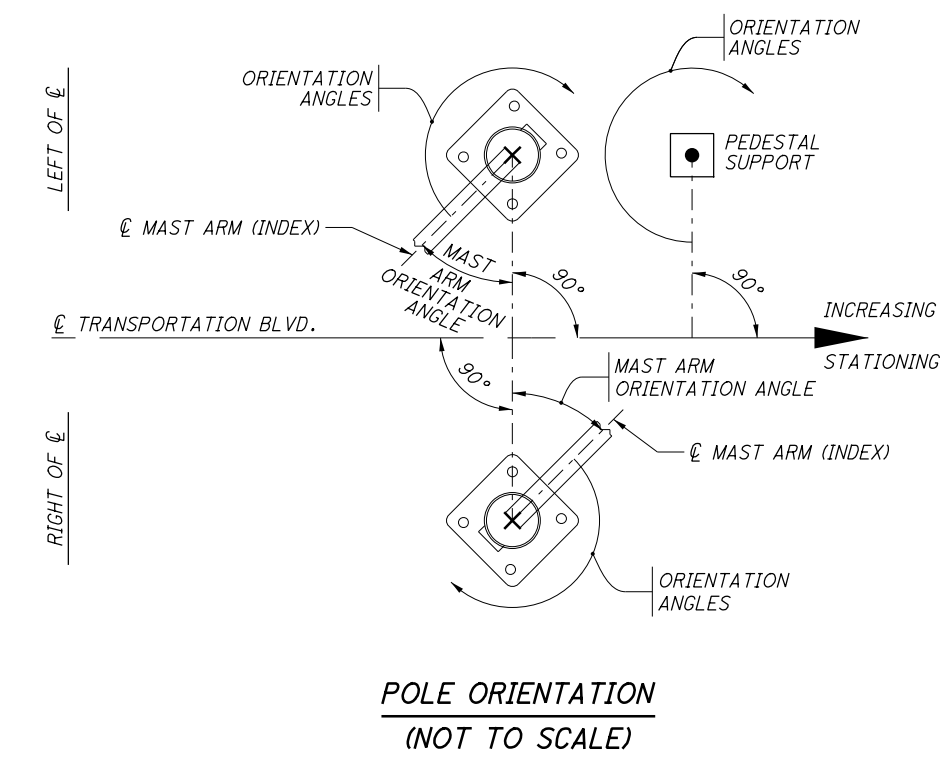 ORIENTATION
ANGLES
ORIENTATION
ANGLES
LEFT OF ℄
PEDESTAL
SUPPORT
℄ MAST ARM (INDEX)
MAST
ARM
ORIENTATION
ANGLE
90°
90°
℄ TRANSPORTATION BLVD.
INCREASING
STATIONING
90°
MAST ARM
ORIENTATION ANGLE
℄ MAST ARM (INDEX)
RIGHT OF ℄
ORIENTATION
ANGLES
POLE ORIENTATION
(NOT TO SCALE)